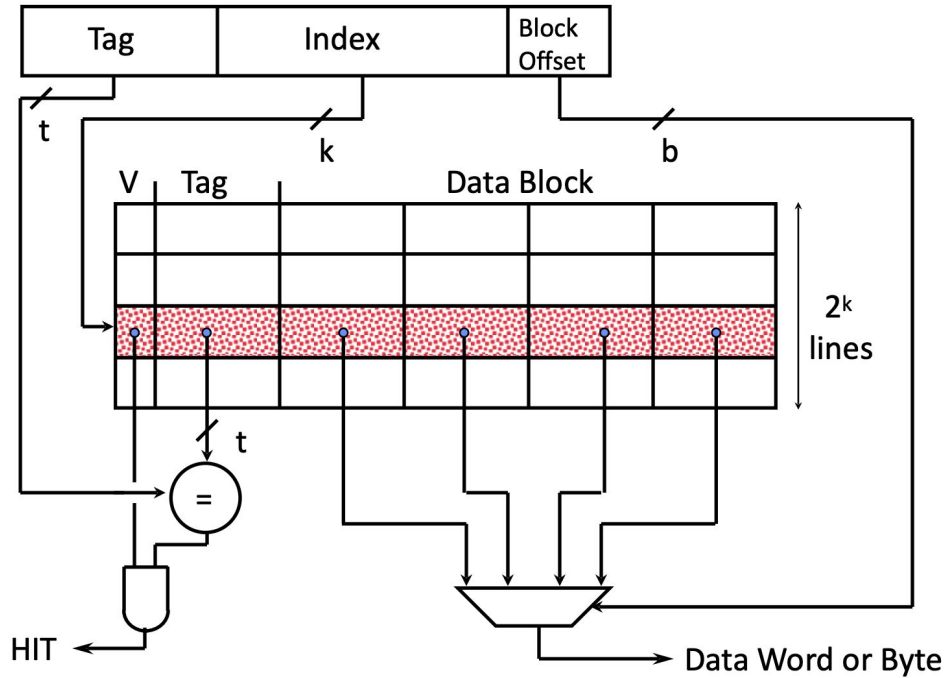 Tag
Index
Block
Offset
t
k
b
V
Tag
Data Block
2ᵏ
lines
t
=
HIT
Data Word or Byte